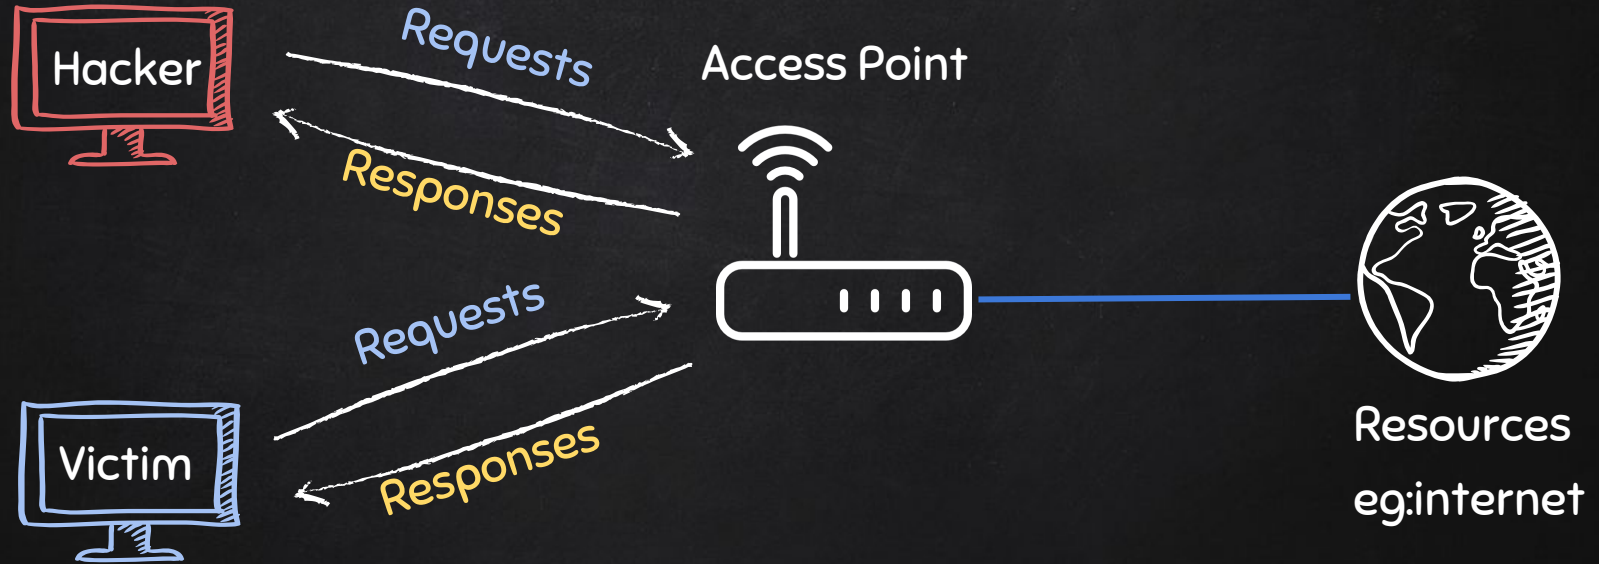 Hacker
Requests
Responses
Access Point
Requests
Responses
Victim
Resources
eg:internet